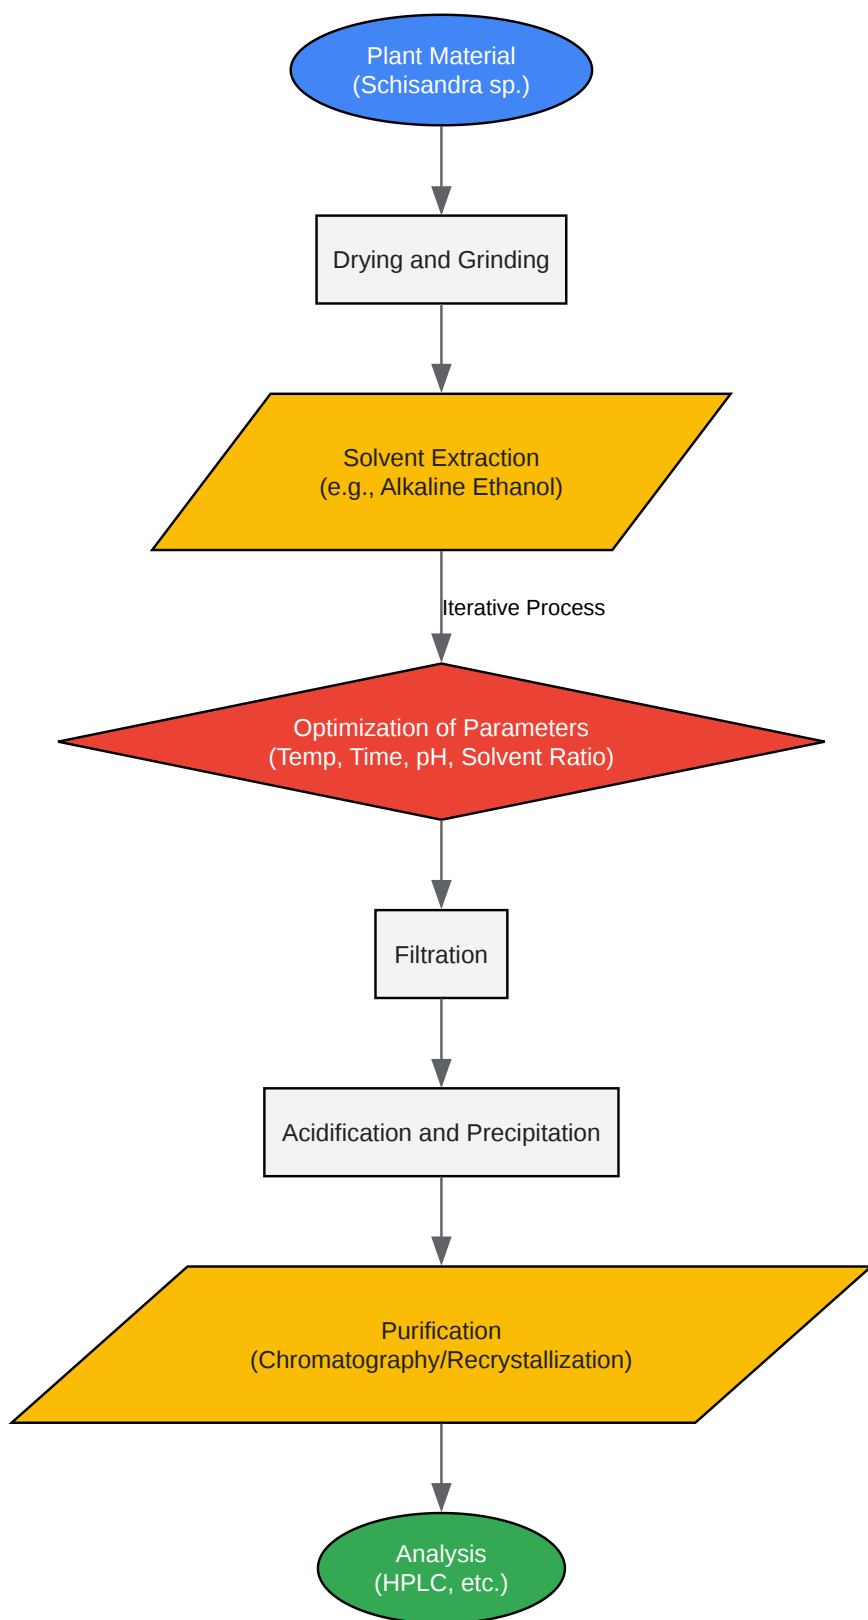 Plant Material
(Schisandra sp.)
Drying and Grinding
Solvent Extraction
(e.g., Alkaline Ethanol)
Iterative Process
Optimization of Parameters
(Temp, Time, pH, Solvent Ratio)
Filtration
Acidification and Precipitation
Purification
(Chromatography/Recrystallization)
Analysis
(HPLC, etc.)